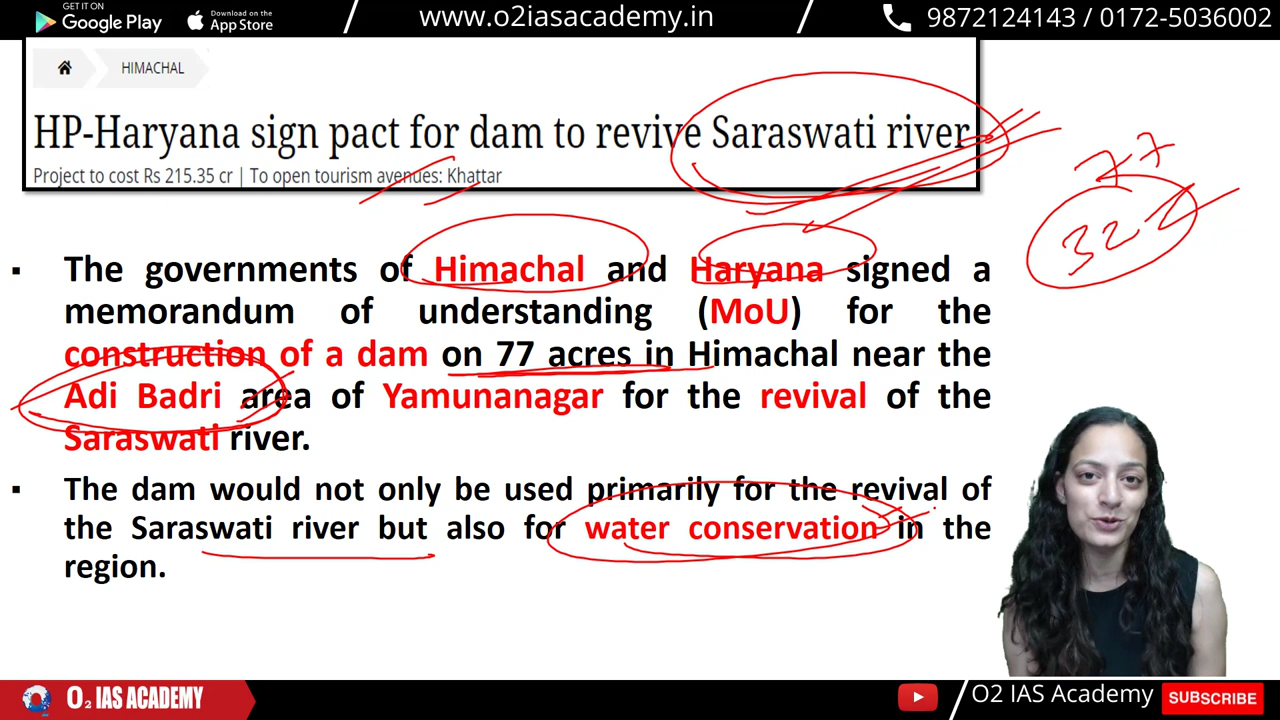 GET IT ON
Google Play
Download on the
App Store
www.o2iasacademy.in
9872124143 / 0172-5036002
HIMACHAL
HP-Haryana sign pact for dam to revive Saraswati river
Project to cost Rs 215.35 cr | To open tourism avenues: Khattar
77
▪ The governments of Himachal and Haryana signed a
memorandum of understanding (MoU) for the
construction of a dam on 77 acres in Himachal near the
Adi Badri area of Yamunanagar for the revival of the
Saraswati river.
▪ The dam would not only be used primarily for the revival of
the Saraswati river but also for water conservation in the
region.
O₂ IAS ACADEMY
O2 IAS Academy
SUBSCRIBE